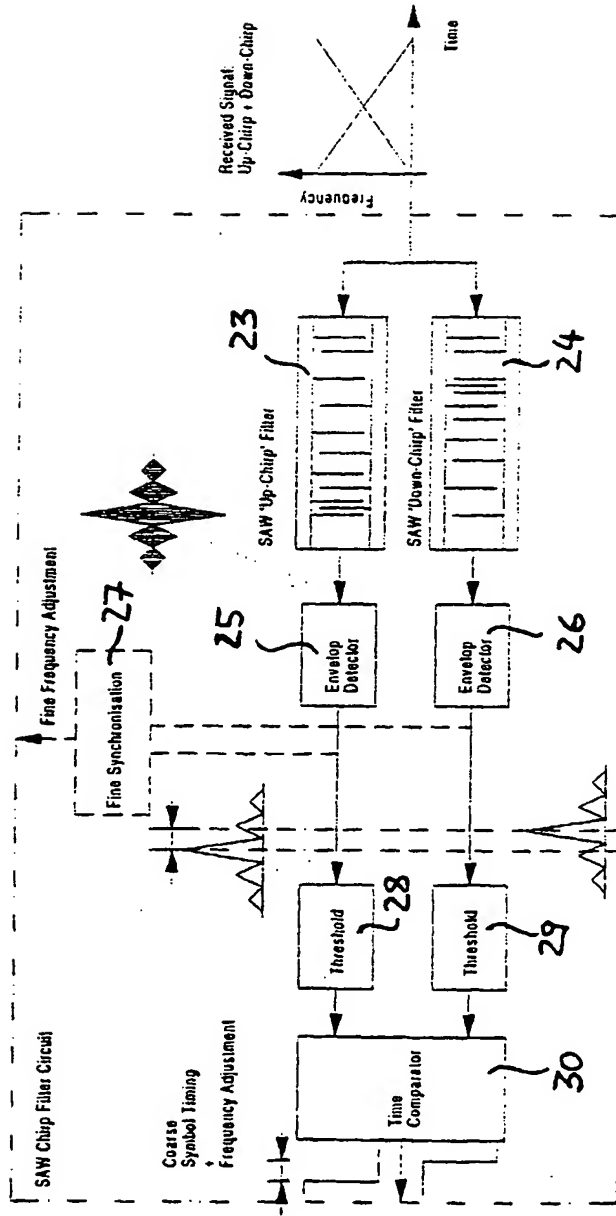 SAW Chirp Filter Circuit
Coarse
Symbol Timing
+
Frequency Adjustment
Time
Comparator
30
Threshold
28
Threshold
29
Fine Frequency Adjustment
Fine Synchronisation
27
Envelop
Detector
25
Envelop
Detector
26
SAW 'Up-Chirp' Filter
23
SAW 'Down-Chirp' Filter
24
Received Signal:
Up-Chirp + Down-Chirp
Frequency
Time